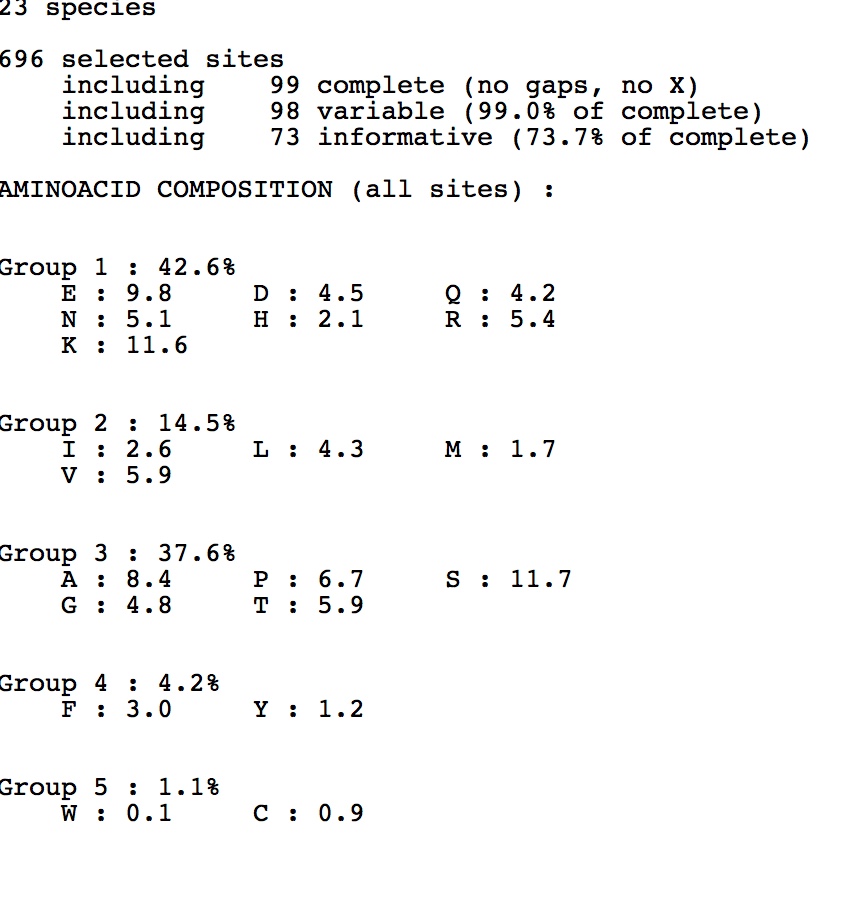 23 species
696 selected sites
including 99 complete (no gaps, no X)
including 98 variable (99.0% of complete)
including 73 informative (73.7% of complete)
AMINOACID COMPOSITION (all sites) :
Group 1 : 42.6%
E : 9.8 D : 4.5 Q : 4.2
N : 5.1 H : 2.1 R : 5.4
K : 11.6
Group 2 : 14.5%
I : 2.6 L : 4.3 M : 1.7
V : 5.9
Group 3 : 37.6%
A : 8.4 P : 6.7 S : 11.7
G : 4.8 T : 5.9
Group 4 : 4.2%
F : 3.0 Y : 1.2
Group 5 : 1.1%
W : 0.1 C : 0.9